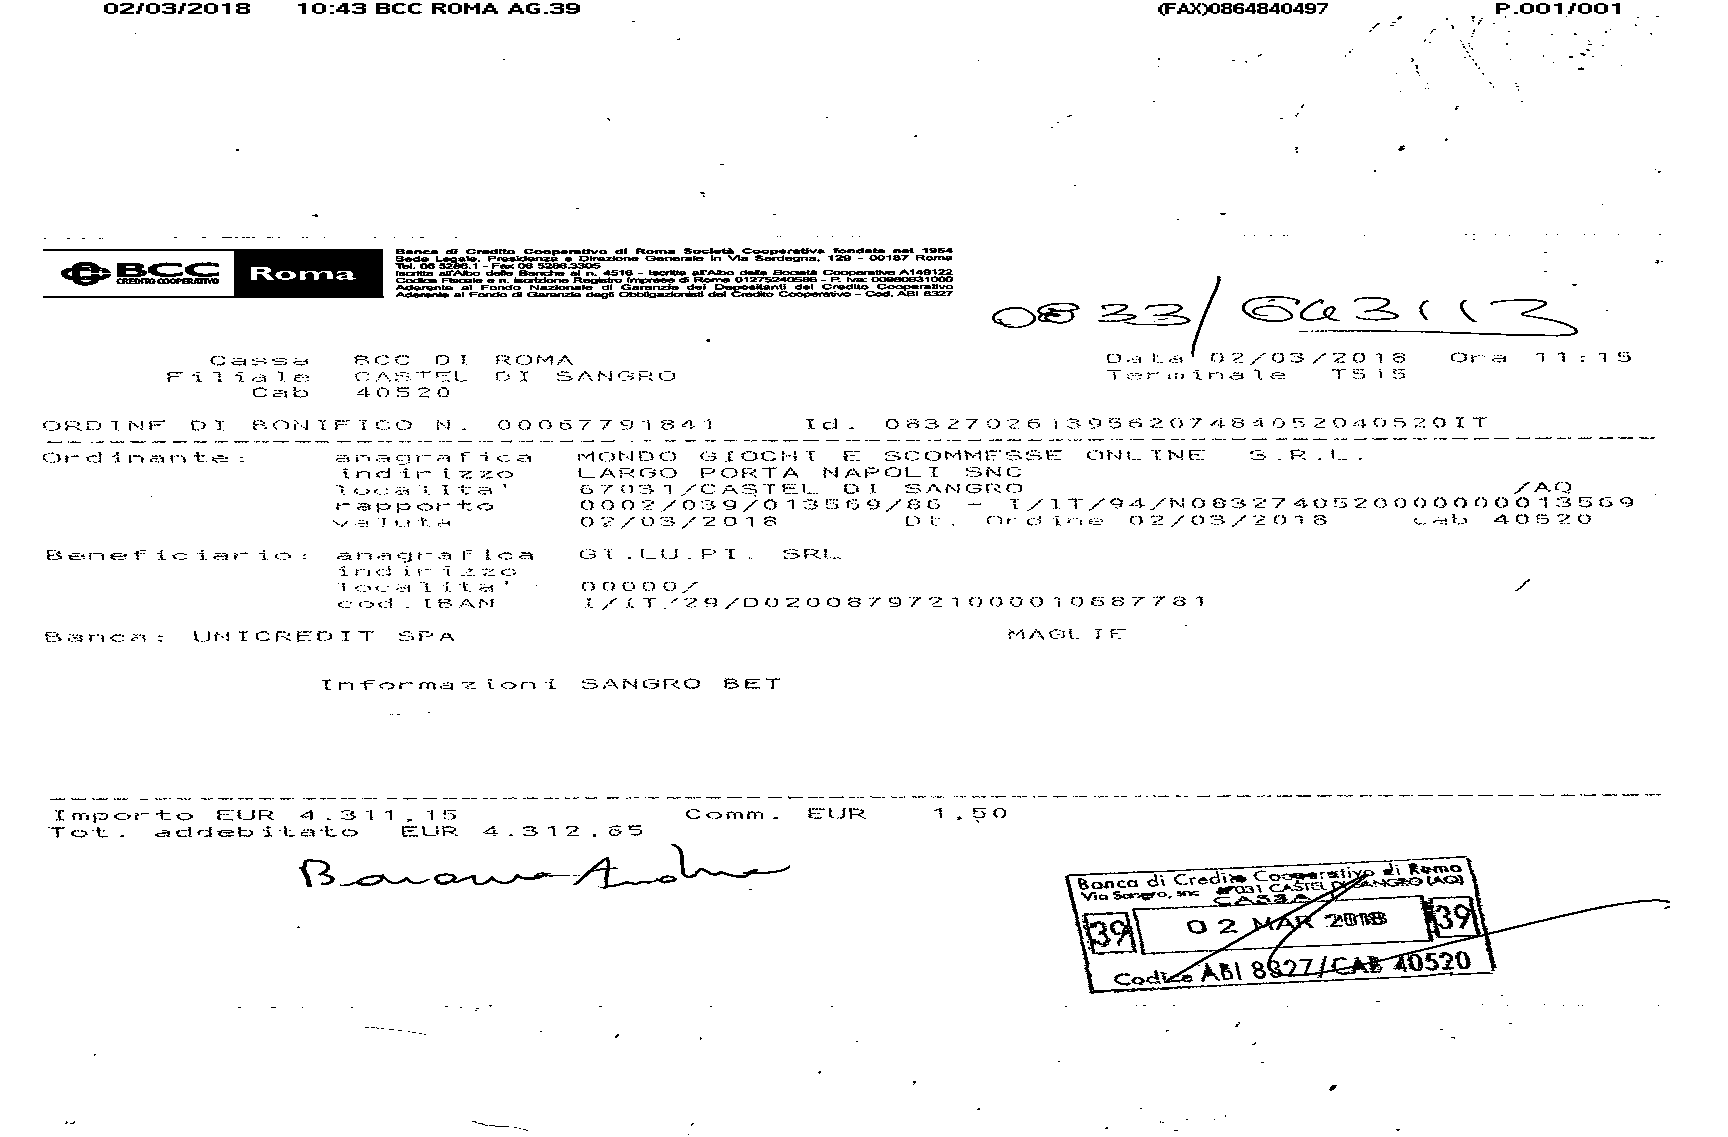 02/03/2018 10:43 BCC ROMA AG.39 (FAX)0864840497 P.001/001
BCC CREDITO COOPERATIVO Roma
Banca di Credito Cooperativo di Roma Società Cooperativa fondata nel 1954
Sede Legale, Presidenza e Direzione Generale in Via Sardegna, 129 - 00187 Roma
Tel. 06 5286.1 - Fax 06 5286.3305
Iscritta all'Albo delle Banche al n. 4516 - Iscritta all'Albo delle Società Cooperative A148122
Codice Fiscale e n. iscrizione Registro Imprese di Roma 01275240586 - P. Iva: 00980931000
Aderente al Fondo Nazionale di Garanzia dei Depositanti del Credito Cooperativo
Aderente al Fondo di Garanzia degli Obbligazionisti del Credito Cooperativo - Cod. ABI 8327
0833/
Cassa BCC DI ROMA Data 02/03/2018 Ora 11:15
Filiale CASTEL DI SANGRO Terminale T515
Cab 40520
ORDINE DI BONIFICO N. 00067791841 Id. 0832702613956207484052040520IT
Ordinante: anagrafica MONDO GIOCHI E SCOMMESSE ONLINE S.R.L.
indirizzo LARGO PORTA NAPOLI SNC
localita' 67031/CASTEL DI SANGRO /AQ
rapporto 0002/039/013569/86 - I/IT/94/N0832740520000000013569
valuta 02/03/2018 Dt. Ordine 02/03/2018 Cab 40520
Beneficiario: anagrafica GI.LU.PI. SRL
indirizzo
localita' 00000/ /
cod.IBAN I/IT/29/D0200879721000010687781
Banca: UNICREDIT SPA MAGLIE
Informazioni SANGRO BET
Importo EUR 4.311,15 Comm. EUR 1,50
Tot. addebitato EUR 4.312,65
Banca di Credito Cooperativo di Roma
Via Sangro, snc 67031 CASTEL DI SANGRO (AQ)
CASSA
39 02 MAR 2018 39
Codice ABI 8327/CAB 40520